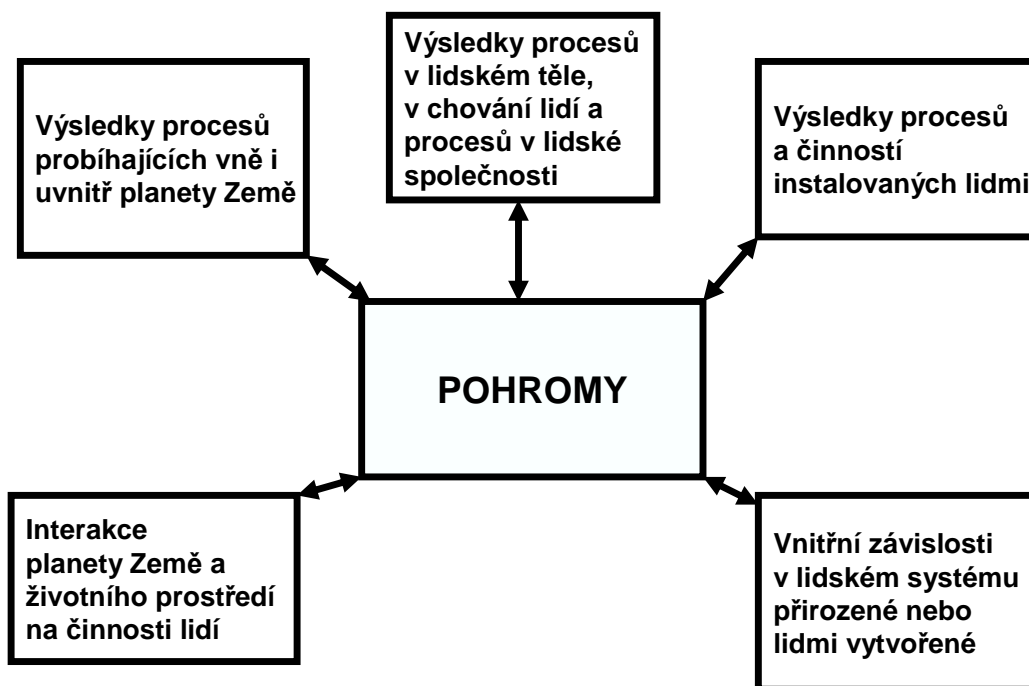 Výsledky procesů
probíhajících vně i
uvnitř planety Země
Výsledky procesů
v lidském těle,
v chování lidí a
procesů v lidské
společnosti
Výsledky procesů
a činností
instalovaných lidmi
POHROMY
Interakce
planety Země a
životního prostředí
na činnosti lidí
Vnitřní závislosti
v lidském systému
přirozené nebo
lidmi vytvořené